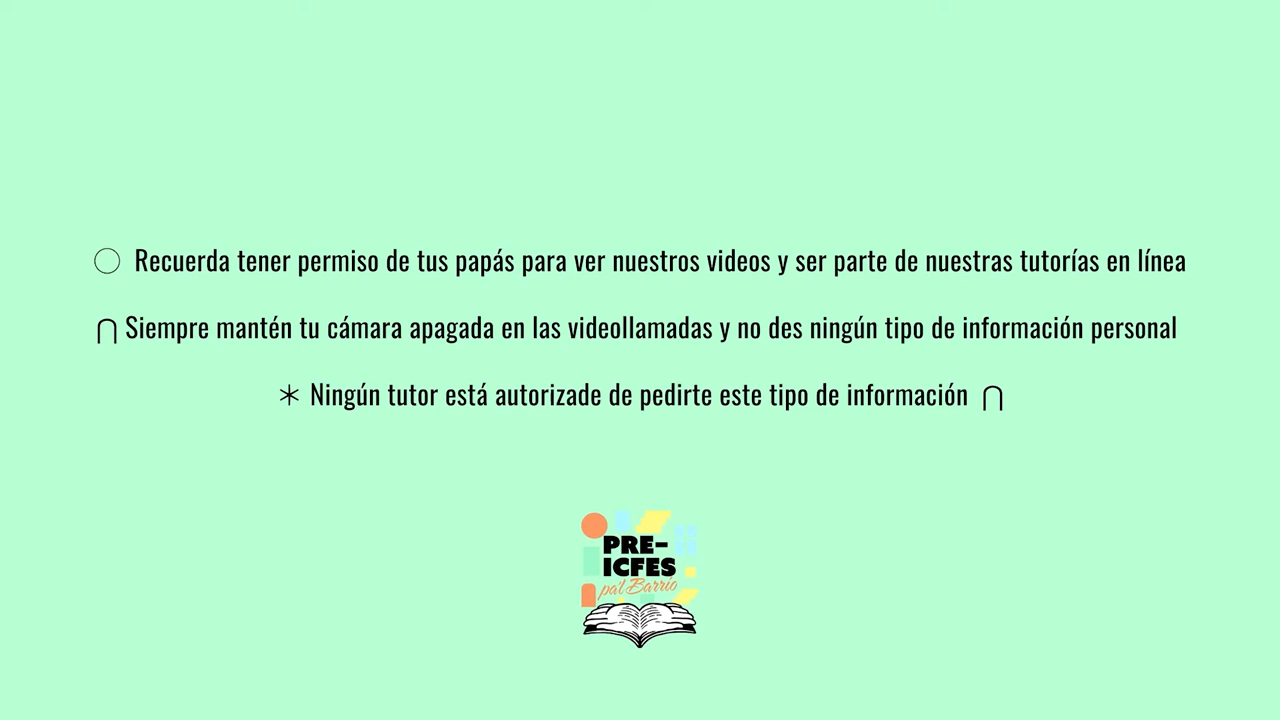 Recuerda tener permiso de tus papás para ver nuestros videos y ser parte de nuestras tutorías en línea
Siempre mantén tu cámara apagada en las videollamadas y no des ningún tipo de información personal
Ningún tutor está autorizade de pedirte este tipo de información
PRE-
ICFES
pa'l Barrio